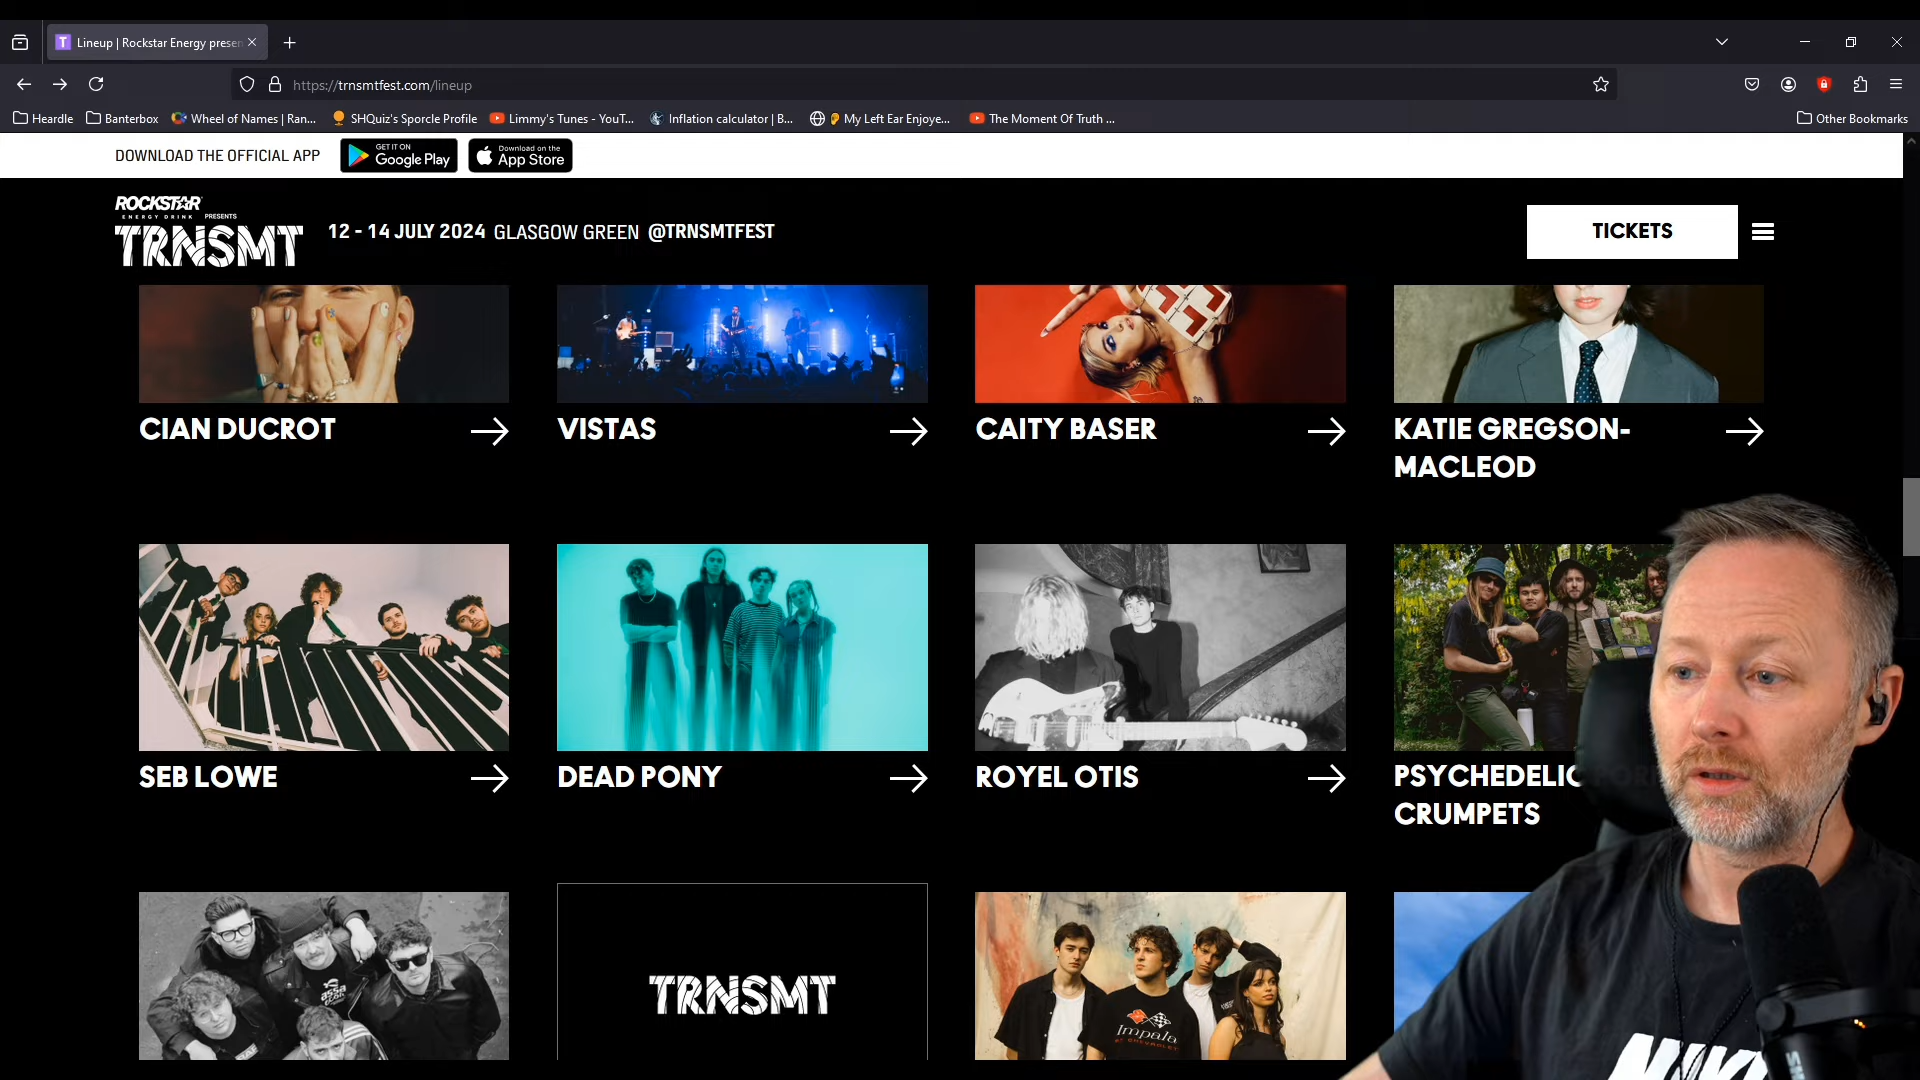 Lineup | Rockstar Energy presen
https://trnsmtfest.com/lineup
Heardle
Banterbox
Wheel of Names | Ran...
SHQuiz's Sporcle Profile
Limmy's Tunes - YouT...
Inflation calculator | B...
My Left Ear Enjoye...
The Moment Of Truth ...
Other Bookmarks
DOWNLOAD THE OFFICIAL APP
GET IT ON
Google Play
Download on the
App Store
ROCKSTAR
ENERGY DRINK PRESENTS
TRNSMT
12 - 14 JULY 2024 GLASGOW GREEN @TRNSMTFEST
TICKETS
CIAN DUCROT
VISTAS
CAITY BASER
KATIE GREGSON-
MACLEOD
SEB LOWE
DEAD PONY
ROYEL OTIS
PSYCHEDELIC
CRUMPETS
TRNSMT
Impala